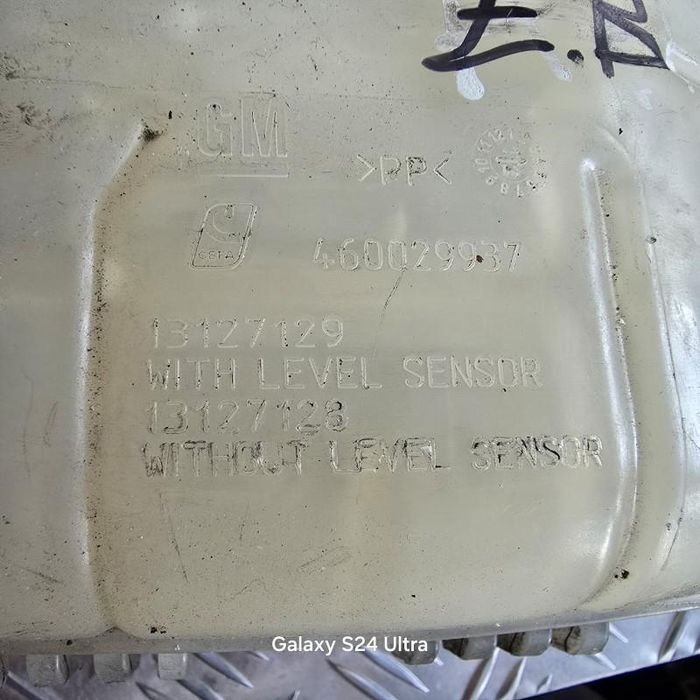 GM
>PP<
460029937
13127129
WITH LEVEL SENSOR
13127128
WITHOUT LEVEL SENSOR
Galaxy S24 Ultra